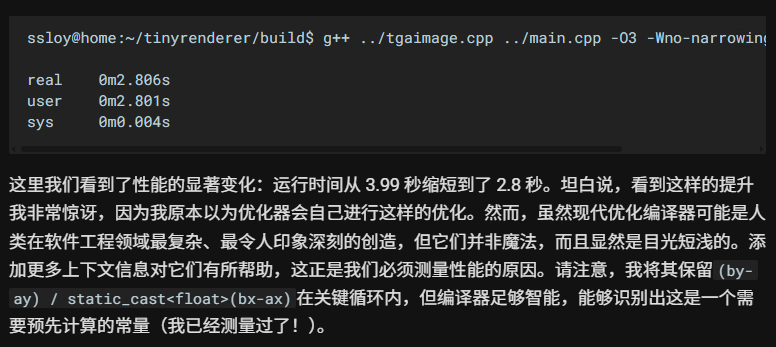 ssloy@home:~/tinyrenderer/build$ g++ ../tgaimage.cpp ../main.cpp -O3 -Wno-narrowing
real 0m2.806s
user 0m2.801s
sys 0m0.004s
这里我们看到了性能的显著变化：运行时间从 3.99 秒缩短到了 2.8 秒。坦白说，看到这样的提升
我非常惊讶，因为我原本以为优化器会自己进行这样的优化。然而，虽然现代优化编译器可能是人
类在软件工程领域最复杂、最令人印象深刻的创造，但它们并非魔法，而且显然是目光短浅的。添
加更多上下文信息对它们有所帮助，这正是我们必须测量性能的原因。请注意，我将其保留 (by-
ay) / static_cast<float>(bx-ax) 在关键循环内，但编译器足够智能，能够识别出这是一个需
要预先计算的常量（我已经测量过了！）。